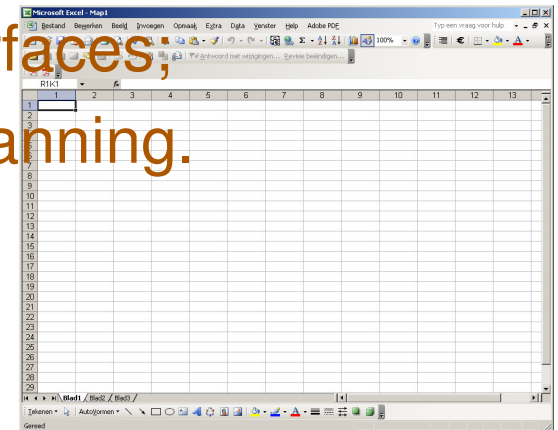 Microsoft Excel - Map1
Bestand Bewerken Beeld Invoegen Opmaak Extra Data Venster Help Adobe PDF Typ een vraag voor hulp
faces,
100%
Antwoord met wijzigingen... Revisie beëindigen...
R1K1 fx
1 2 3 4 5 6 7 8 9 10 11 12 13
1
2
3
anning.
7
8
9
10
11
12
13
14
15
16
17
18
19
20
21
22
23
24
25
26
27
28
29
Blad1 / Blad2 / Blad3 /
Tekenen AutoVormen
Gereed